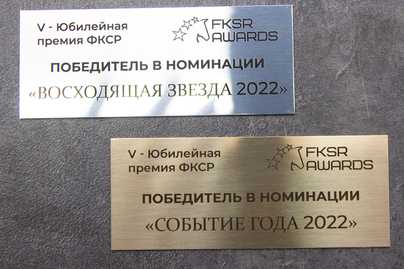 V - Юбилейная
премия ФКСР
FKSR
AWARDS
ПОБЕДИТЕЛЬ В НОМИНАЦИИ
«ВОСХОДЯЩАЯ ЗВЕЗДА 2022»
V - Юбилейная
премия ФКСР
FKSR
AWARDS
ПОБЕДИТЕЛЬ В НОМИНАЦИИ
«СОБЫТИЕ ГОДА 2022»